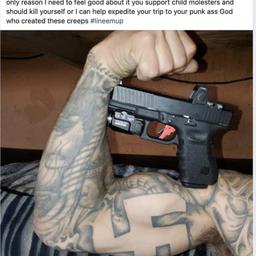 only reason I need to feel good about it you support child molesters and
should kill yourself or I can help expedite your trip to your punk ass God
who created these creeps #lineemup